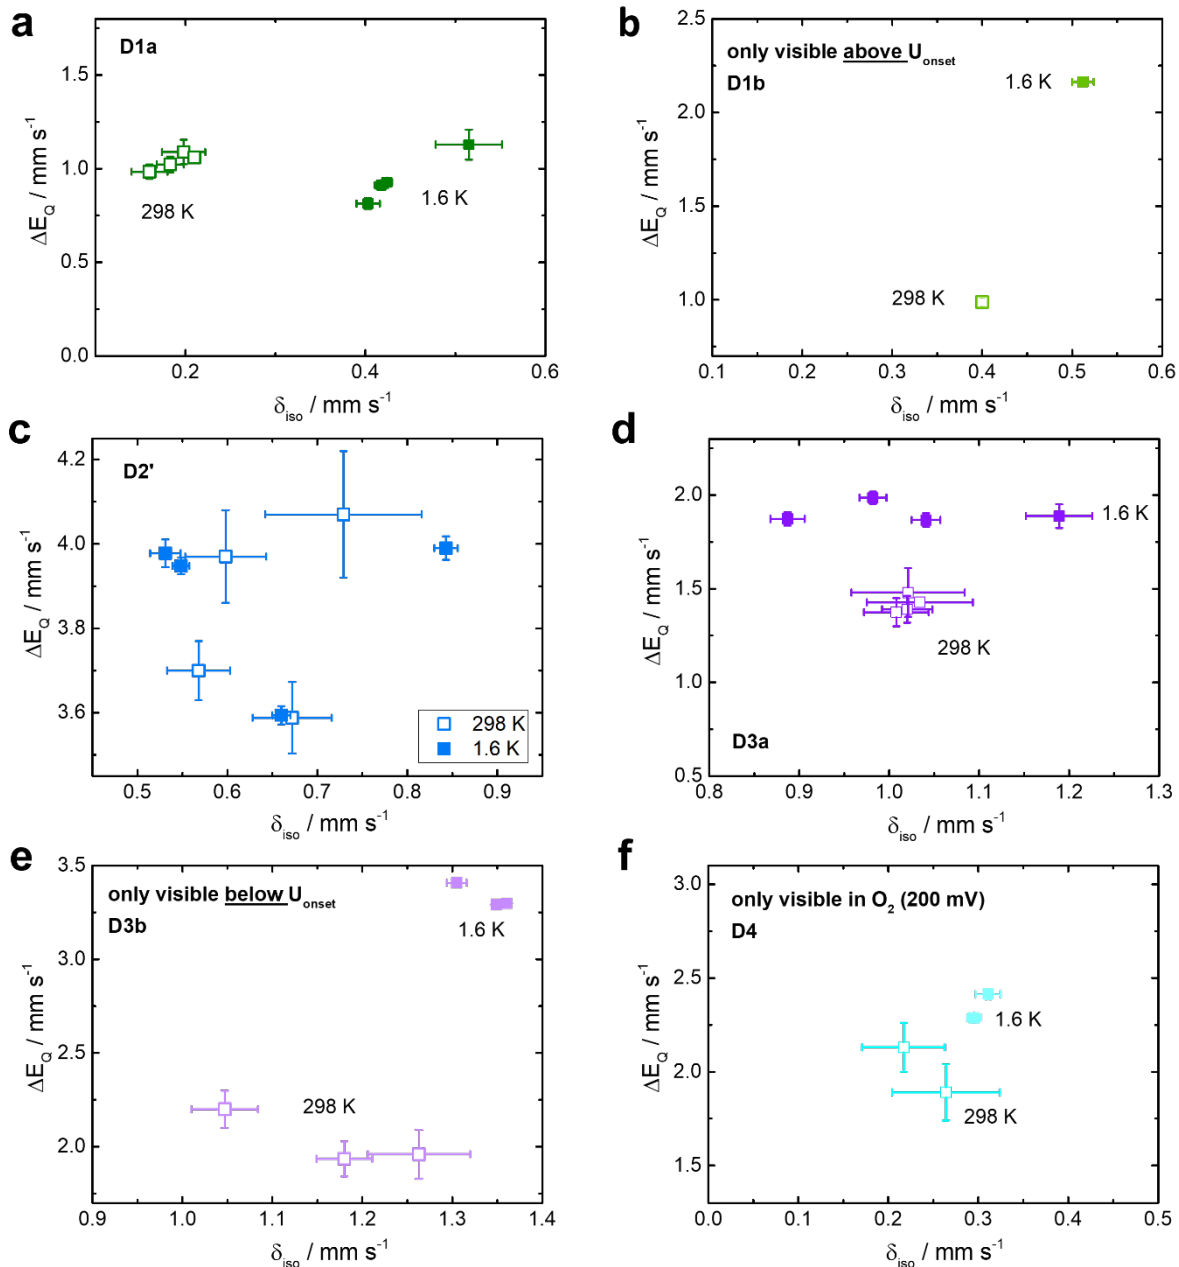 a
D1a
1.5
1.0
0.5
0.0
ΔE_Q / mm s⁻¹
298 K
1.6 K
0.2
0.4
0.6
δ_iso / mm s⁻¹
b
only visible above U_onset
D1b
2.5
2.0
1.5
1.0
ΔE_Q / mm s⁻¹
1.6 K
298 K
0.1
0.2
0.3
0.4
0.5
0.6
δ_iso / mm s⁻¹
c
D2'
4.2
4.0
3.8
3.6
ΔE_Q / mm s⁻¹
298 K
1.6 K
0.5
0.6
0.7
0.8
0.9
δ_iso / mm s⁻¹
d
2.0
1.5
1.0
0.5
ΔE_Q / mm s⁻¹
1.6 K
298 K
D3a
0.8
0.9
1.0
1.1
1.2
1.3
δ_iso / mm s⁻¹
e
only visible below U_onset
D3b
3.5
3.0
2.5
2.0
ΔE_Q / mm s⁻¹
1.6 K
298 K
0.9
1.0
1.1
1.2
1.3
1.4
δ_iso / mm s⁻¹
f
only visible in O₂ (200 mV)
D4
3.0
2.5
2.0
1.5
ΔE_Q / mm s⁻¹
1.6 K
298 K
0.0
0.1
0.2
0.3
0.4
0.5
δ_iso / mm s⁻¹